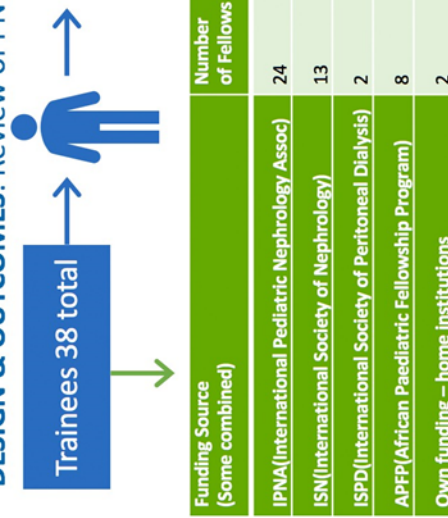 DESIGN & OUTCOMES: Review of PN
Trainees 38 total
Funding Source
(Some combined)
Number
of Fellows
IPNA(International Pediatric Nephrology Assoc)
24
ISN(International Society of Nephrology)
13
ISPD(International Society of Peritoneal Dialysis)
2
APFP(African Paediatric Fellowship Program)
8
Own funding – home institutions
2